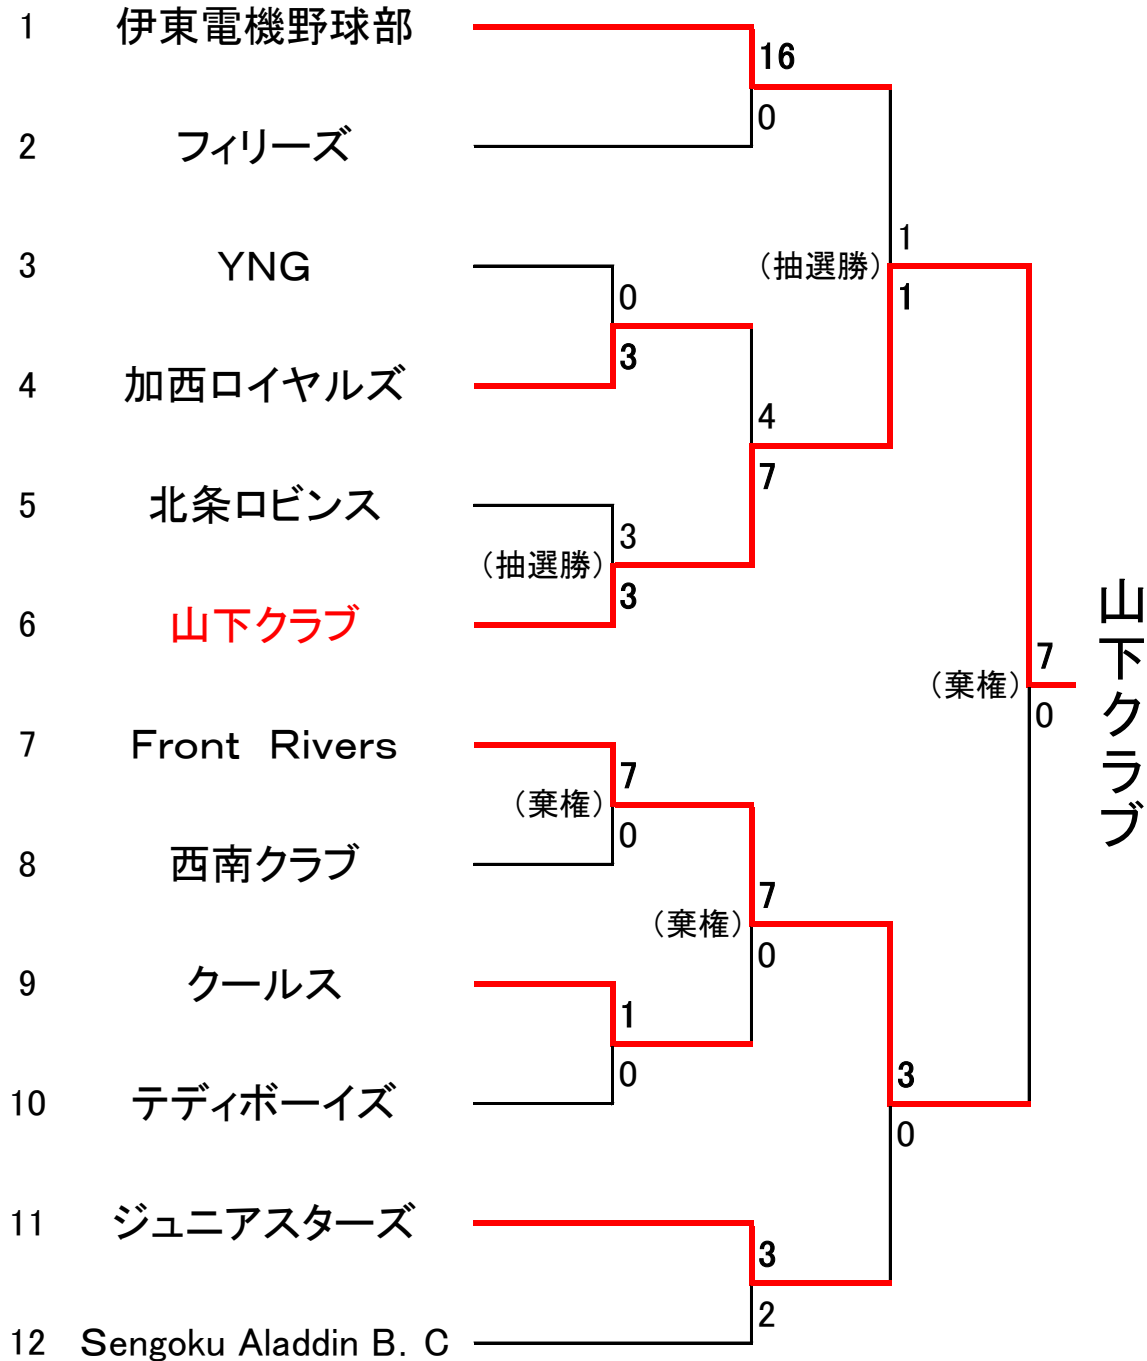 1 伊東電機野球部
16
0
2 フィリーズ
3 YNG
0
3
4 加西ロイヤルズ
1
(抽選勝)
1
4
7
5 北条ロビンス
3
(抽選勝)
3
6 山下クラブ
7
(棄権)
0
山下クラブ
7 Front Rivers
7
(棄権)
0
8 西南クラブ
7
(棄権)
0
9 クールス
1
0
10 テディボーイズ
3
0
11 ジュニアスターズ
3
2
12 Sengoku Aladdin B. C